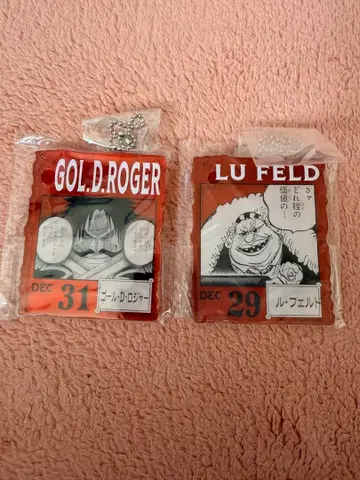 GOL.D.ROGER
DEC
31
ゴール・D・ロジャー
LU FELD
さァ
どれ程の
価値の…
DEC
29
ル・フェルド